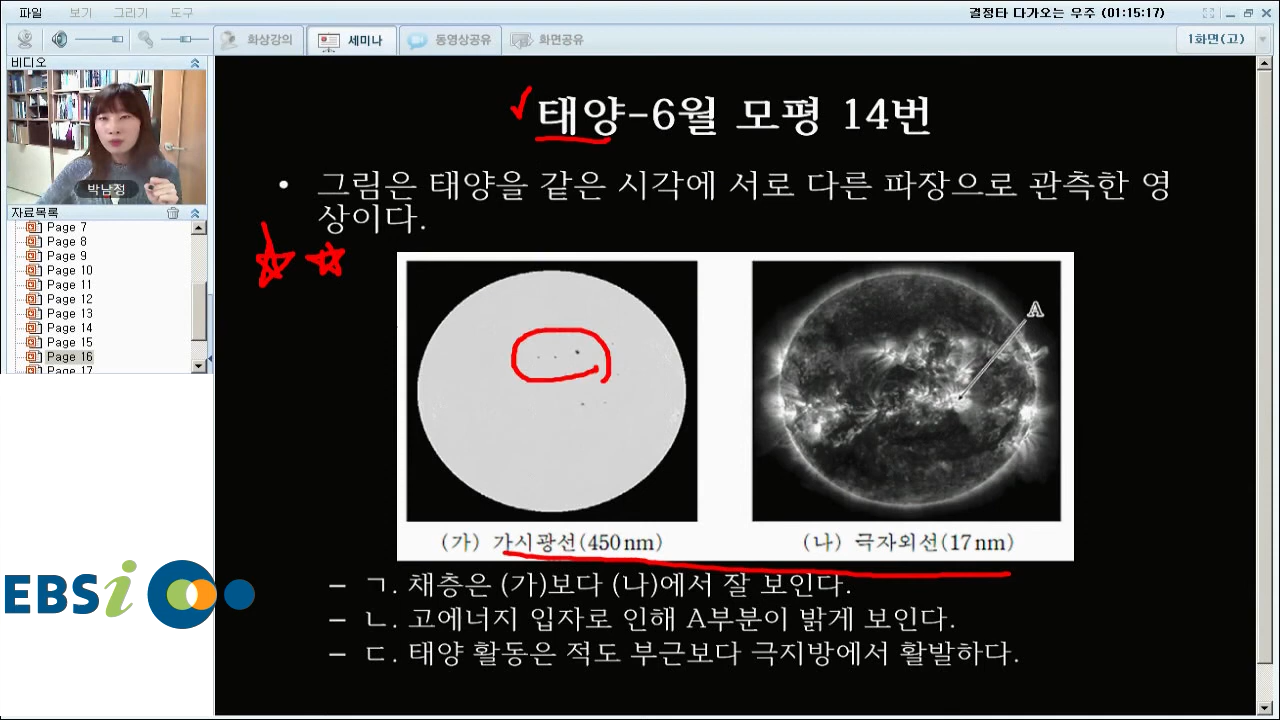 파일 보기 그리기 도구 결정타 다가오는 우주 (01:15:17)
화상강의 세미나 동영상공유 화면공유 1화면(고)
비디오
박남정
자료목록
Page 7
Page 8
Page 9
Page 10
Page 11
Page 12
Page 13
Page 14
Page 15
Page 16
Page 17
EBSi
태양-6월 모평 14번
• 그림은 태양을 같은 시각에 서로 다른 파장으로 관측한 영
상이다.
A
(가) 가시광선(450 nm) (나) 극자외선(17 nm)
– ㄱ. 채층은 (가)보다 (나)에서 잘 보인다.
– ㄴ. 고에너지 입자로 인해 A부분이 밝게 보인다.
– ㄷ. 태양 활동은 적도 부근보다 극지방에서 활발하다.